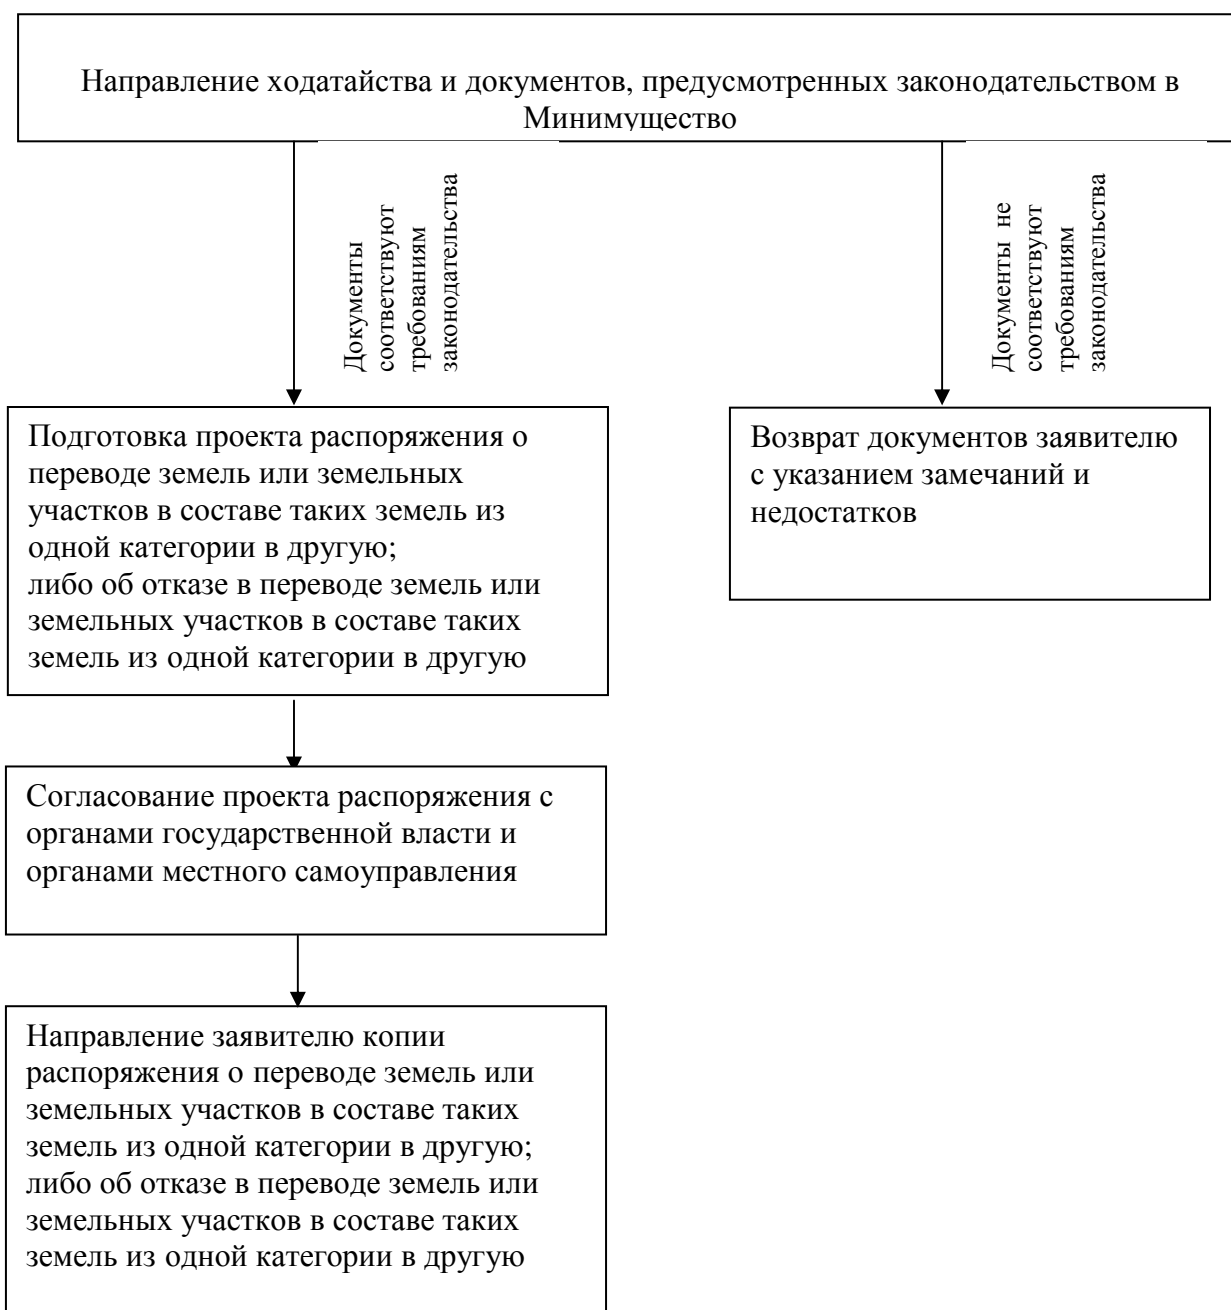 Направление ходатайства и документов, предусмотренных законодательством в
Минимущество
Документы
соответствуют
требованиям
законодательства
Документы не
соответствуют
требованиям
законодательства
Подготовка проекта распоряжения о
переводе земель или земельных
участков в составе таких земель из
одной категории в другую;
либо об отказе в переводе земель или
земельных участков в составе таких
земель из одной категории в другую
Возврат документов заявителю
с указанием замечаний и
недостатков
Согласование проекта распоряжения с
органами государственной власти и
органами местного самоуправления
Направление заявителю копии
распоряжения о переводе земель или
земельных участков в составе таких
земель из одной категории в другую;
либо об отказе в переводе земель или
земельных участков в составе таких
земель из одной категории в другую